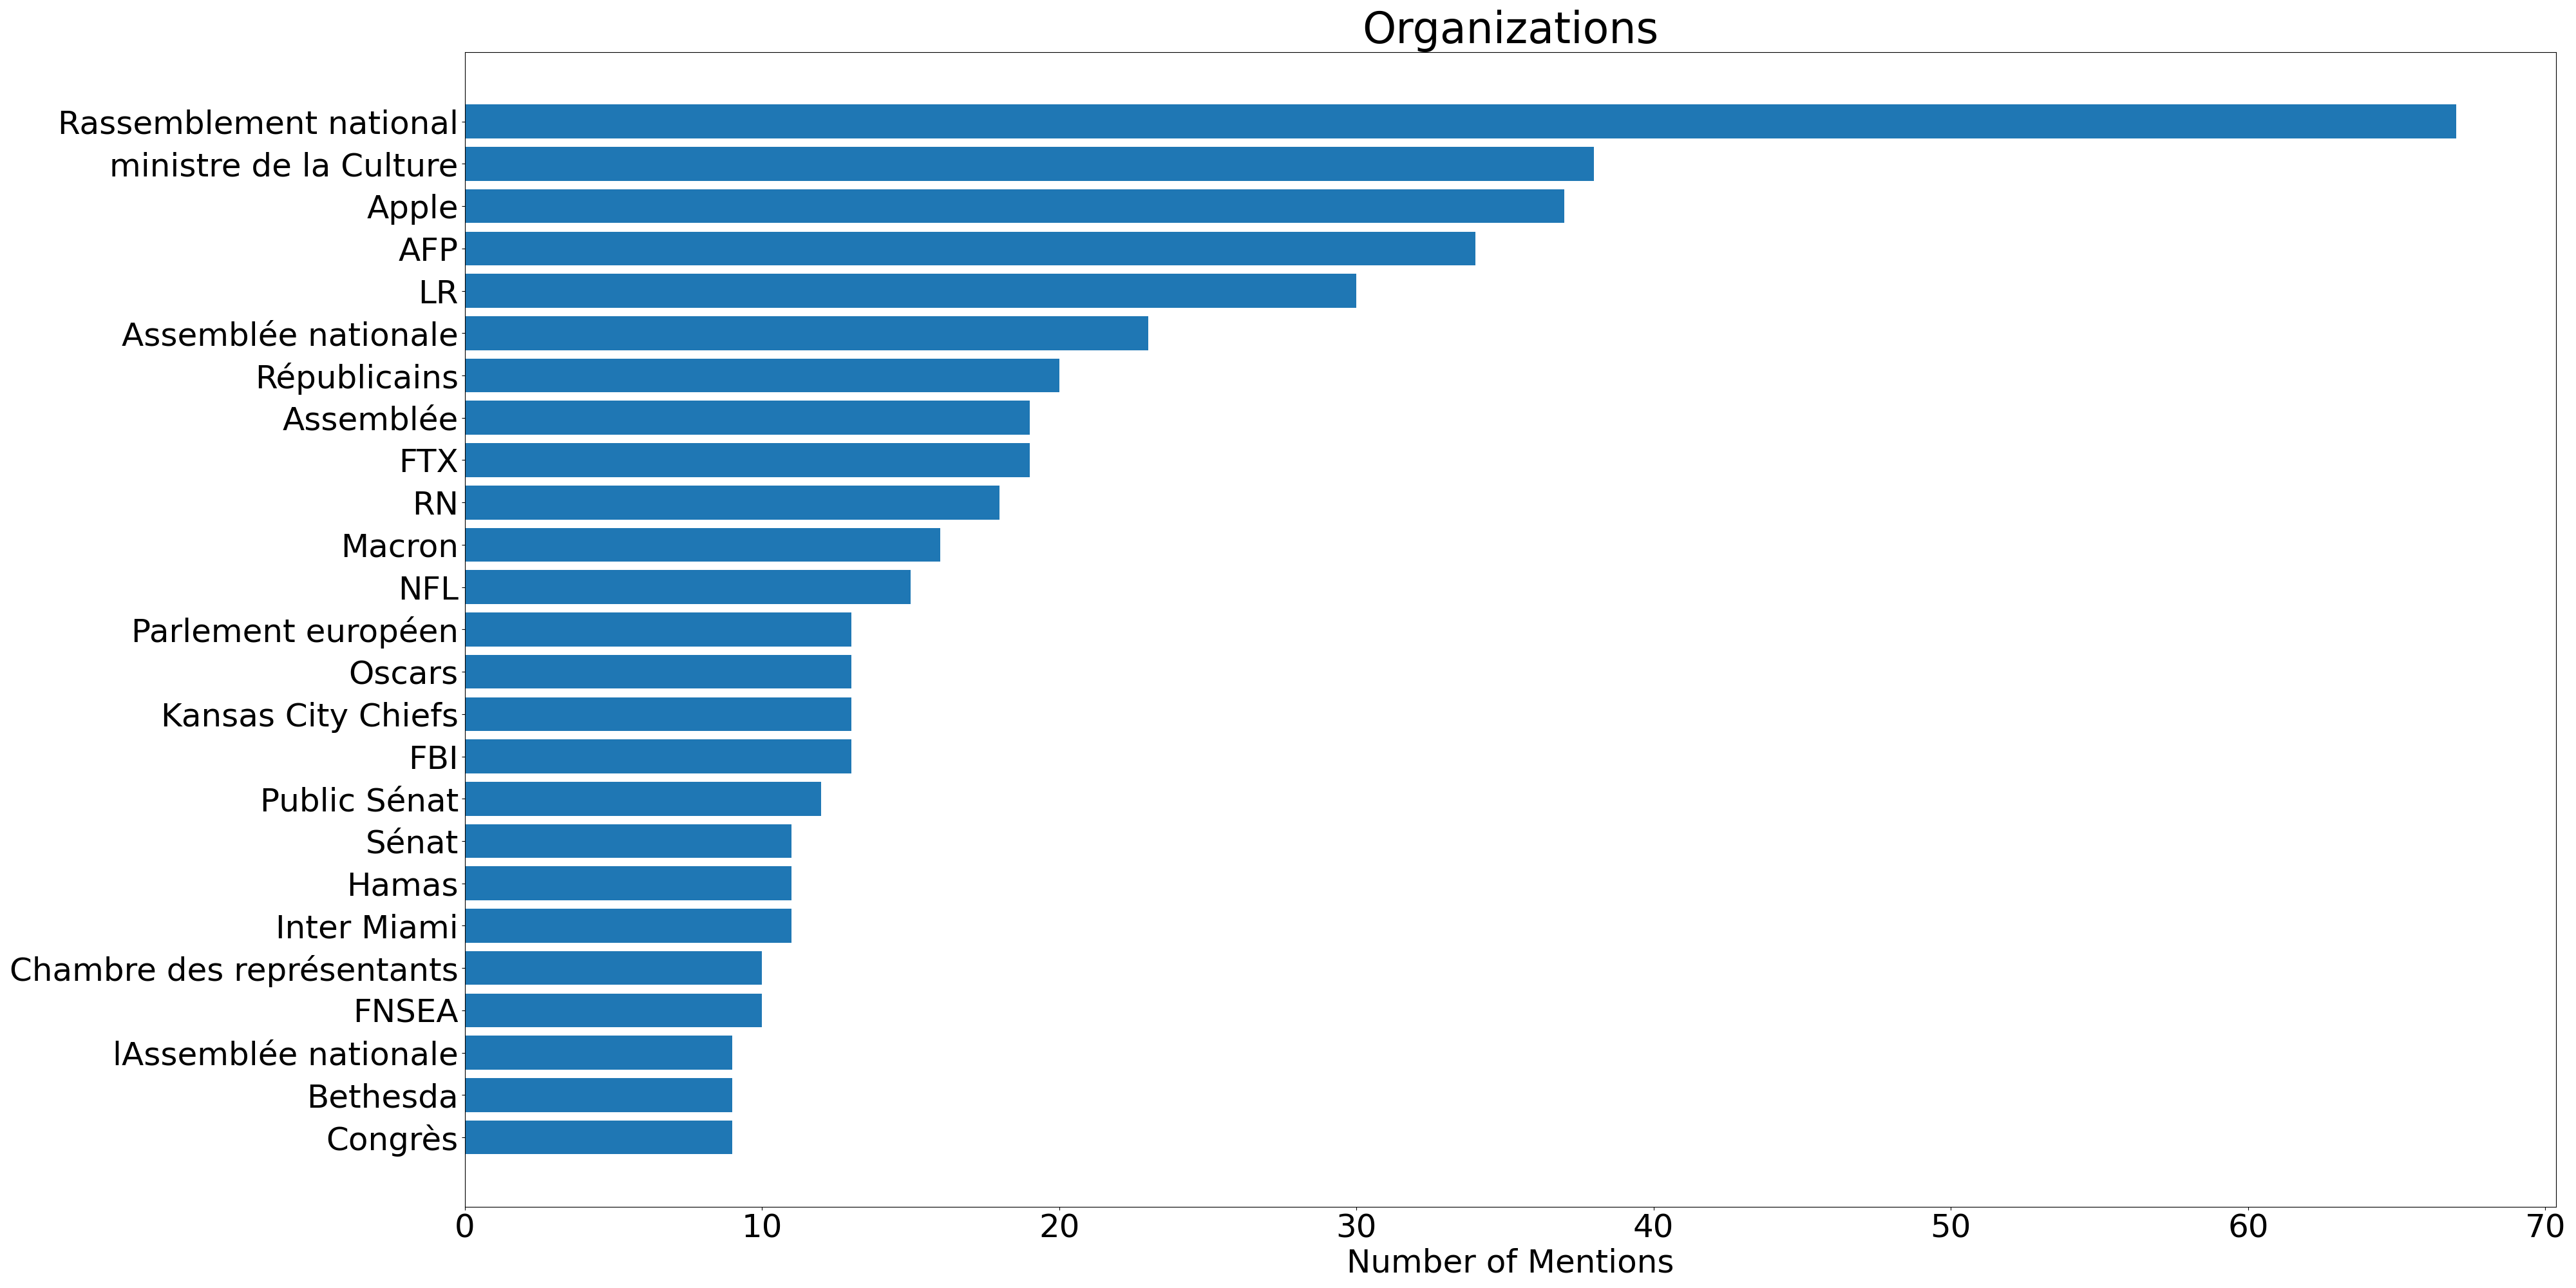 Organizations
Rassemblement national
ministre de la Culture
Apple
AFP
LR
Assemblée nationale
Républicains
Assemblée
FTX
RN
Macron
NFL
Parlement européen
Oscars
Kansas City Chiefs
FBI
Public Sénat
Sénat
Hamas
Inter Miami
Chambre des représentants
FNSEA
lAssemblée nationale
Bethesda
Congrès
0 10 20 30 40 50 60 70
Number of Mentions